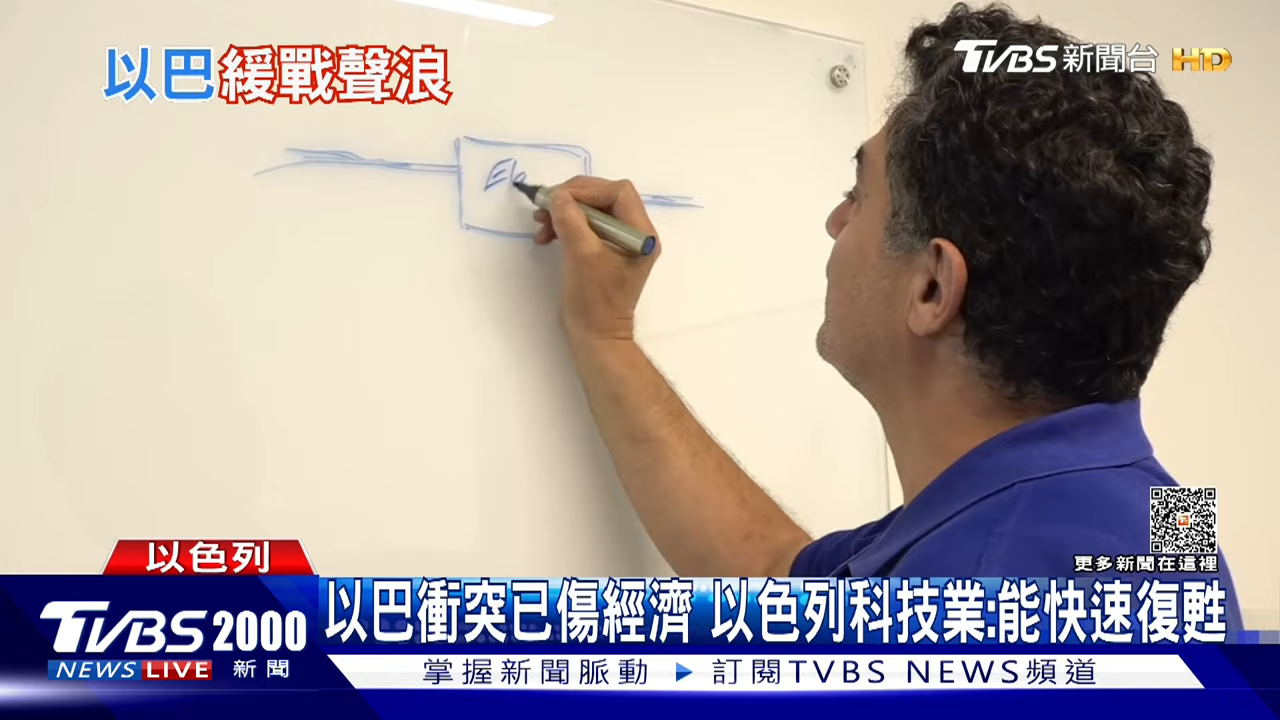 以巴緩戰聲浪
TVBS新聞台 HD
Ele
更多新聞在這裡
以色列
以巴衝突已傷經濟 以色列科技業:能快速復甦
TVBS 2000
NEWS LIVE 新聞
掌握新聞脈動 ▶ 訂閱TVBS NEWS頻道